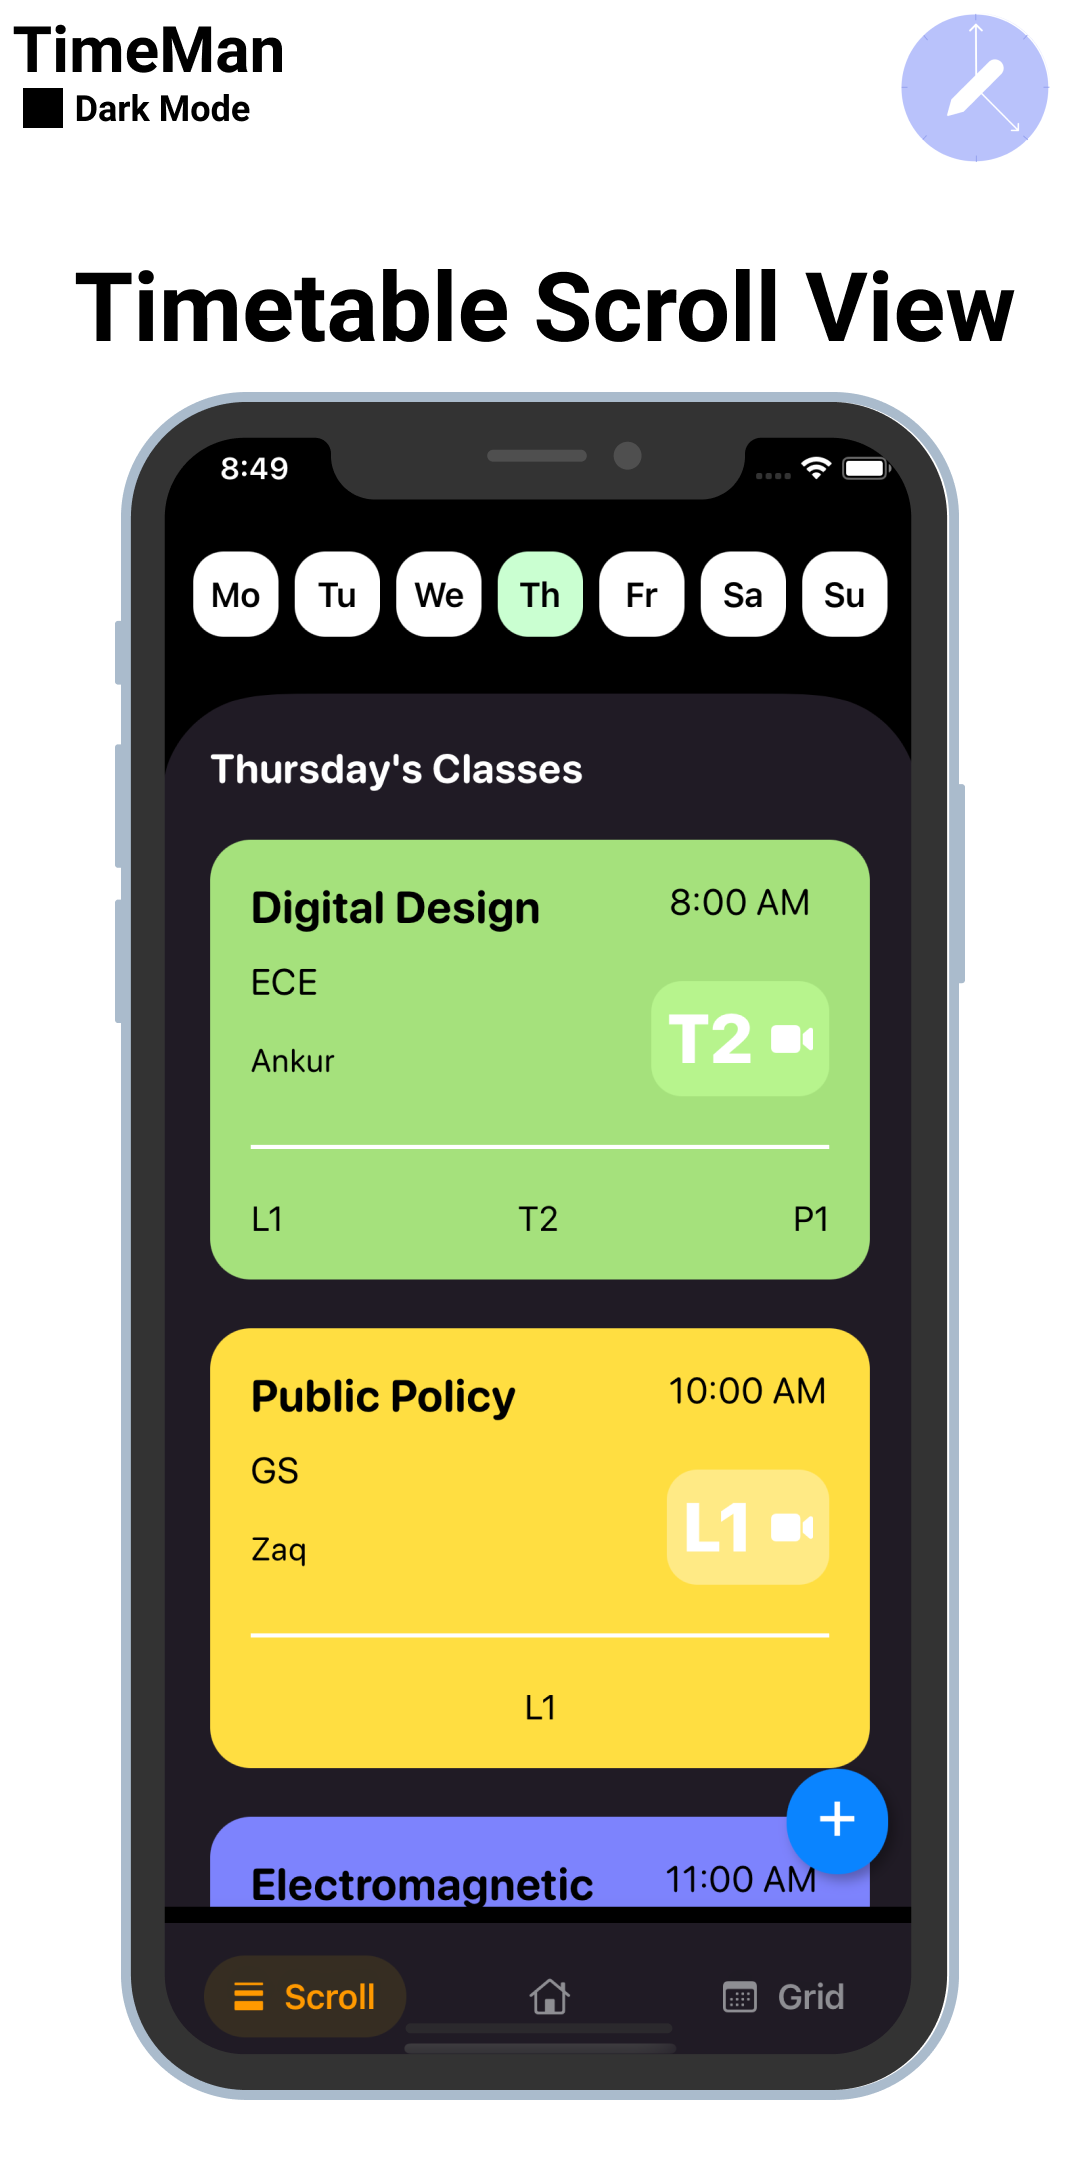 TimeMan
Dark Mode
Timetable Scroll View
8:49
Mo Tu We Th Fr Sa Su
Thursday's Classes
Digital Design 8:00 AM
ECE
T2
Ankur
L1 T2 P1
Public Policy 10:00 AM
GS
L1
Zaq
L1
Electromagnetic 11:00 AM
Scroll Grid